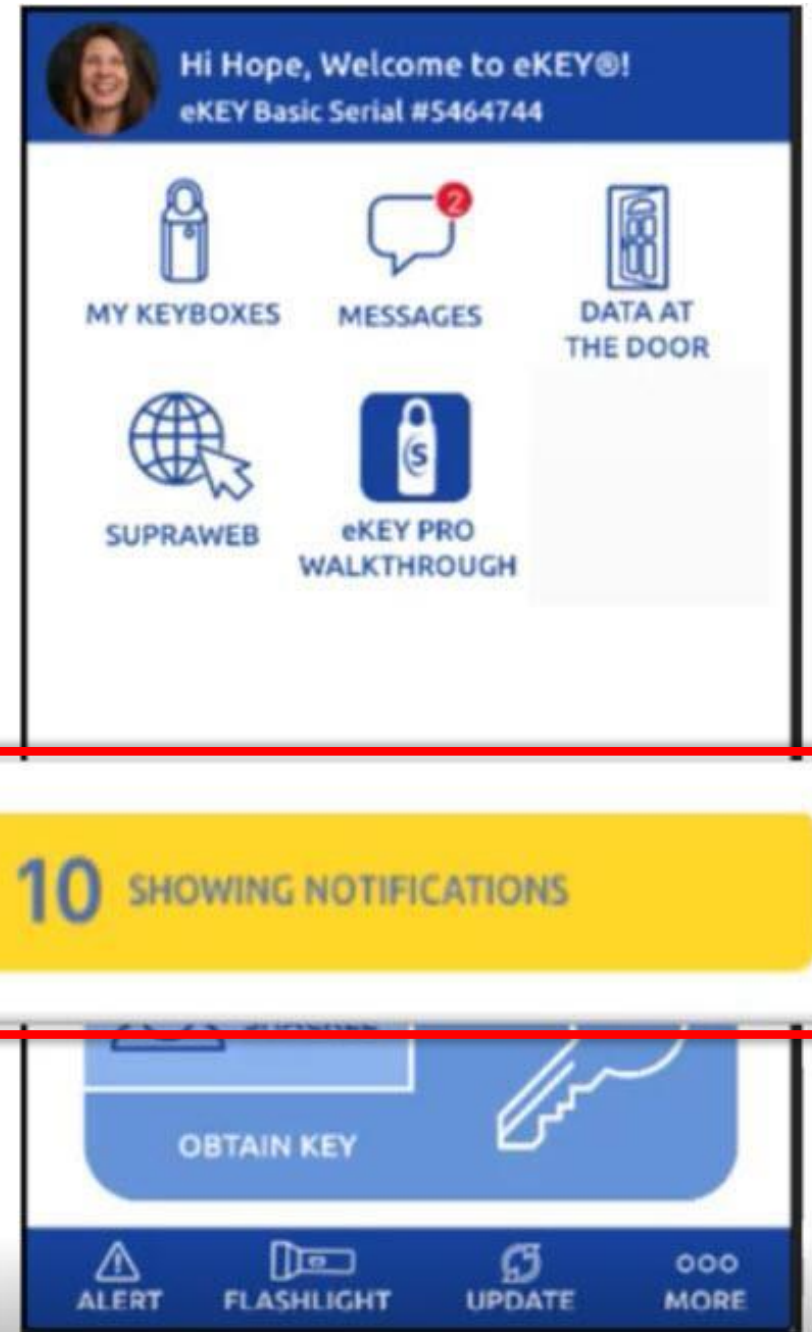 Hi Hope, Welcome to eKEY®!
eKEY Basic Serial #5464744
2
MY KEYBOXES
MESSAGES
DATA AT
THE DOOR
S
SUPRAWEB
eKEY PRO
WALKTHROUGH
10 SHOWING NOTIFICATIONS
OBTAIN KEY
ALERT
FLASHLIGHT
UPDATE
MORE